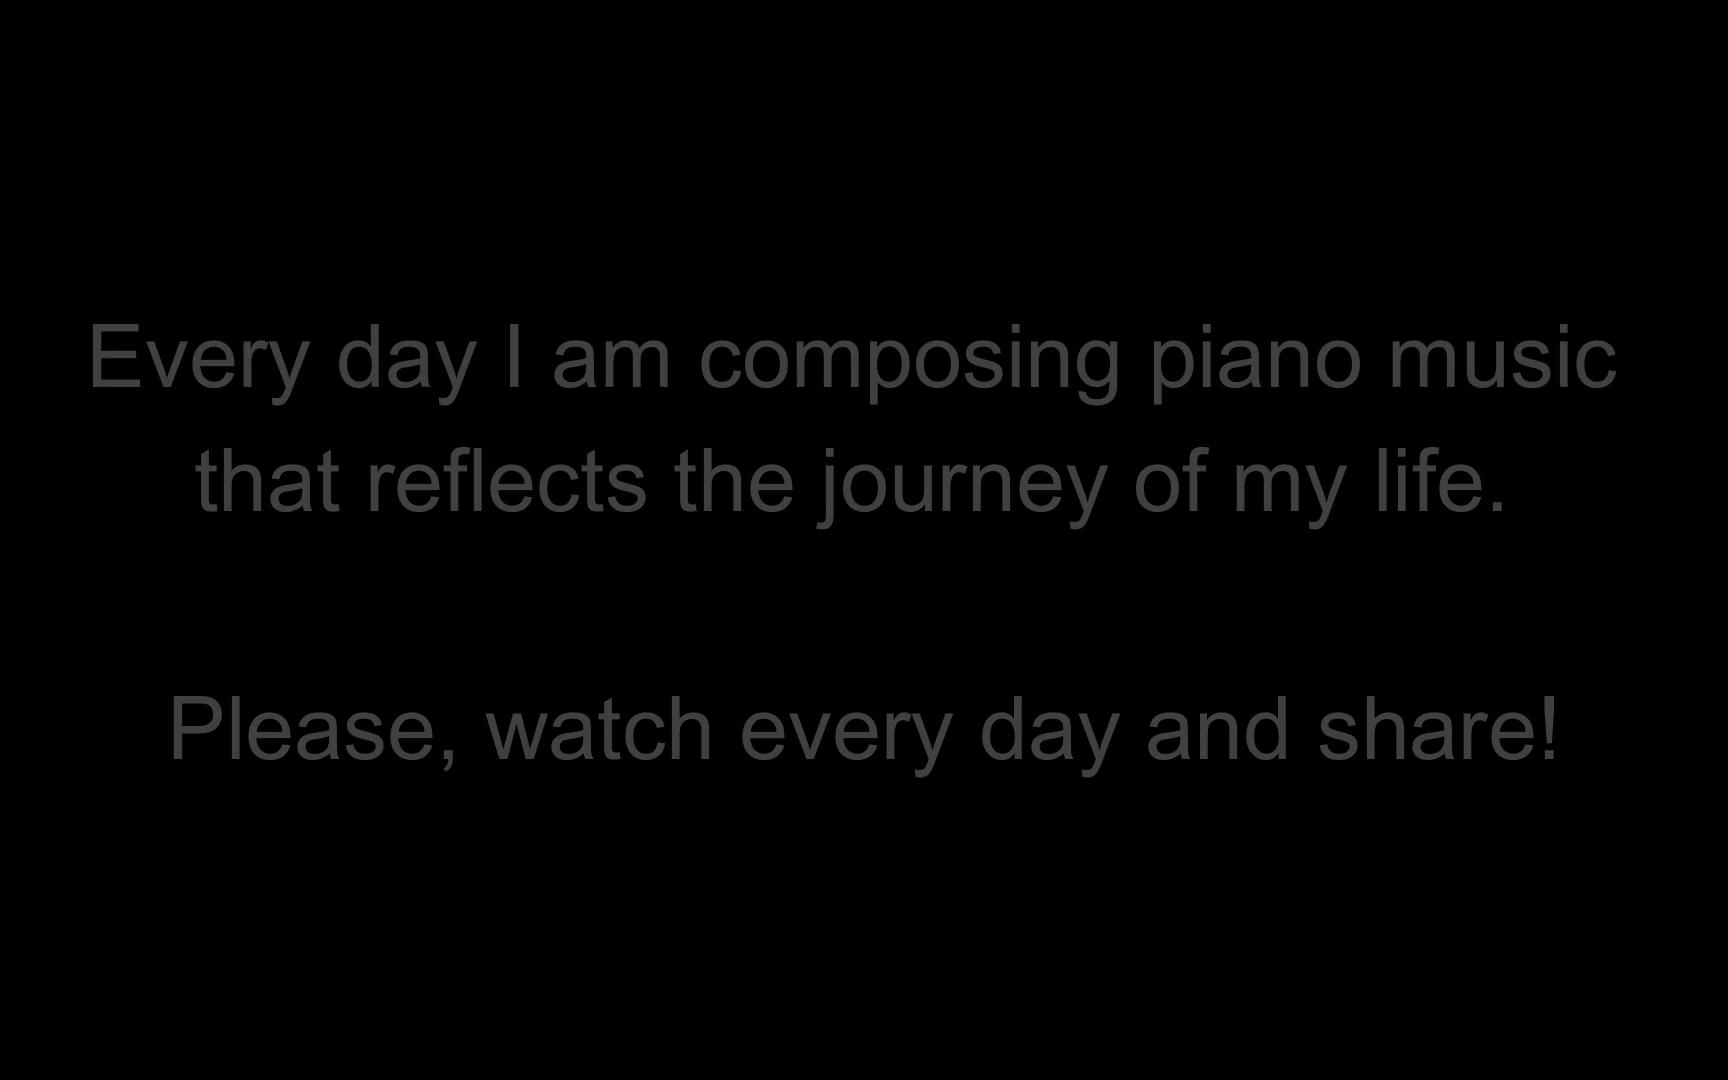 Every day I am composing piano music
that reflects the journey of my life.
Please, watch every day and share!